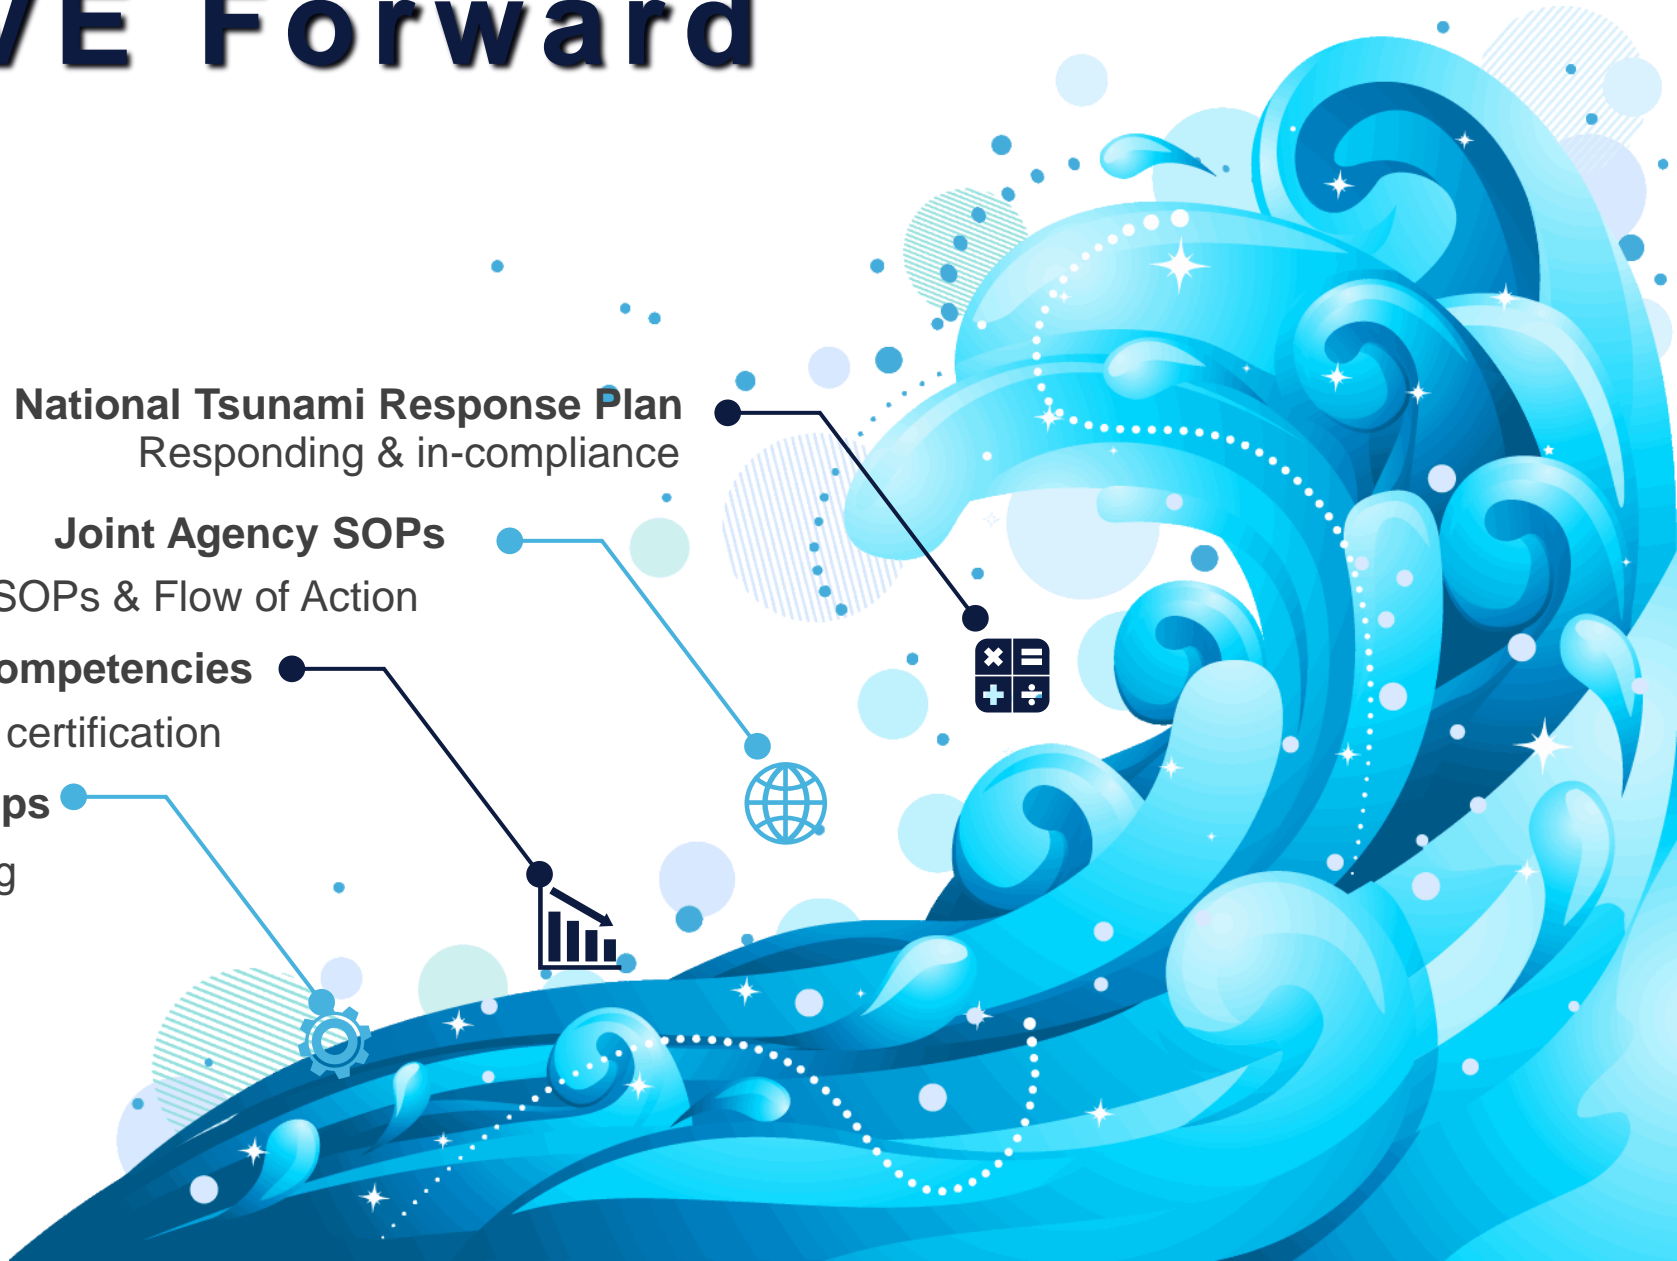 VE Forward
National Tsunami Response Plan
Responding & in-compliance
Joint Agency SOPs
SOPs & Flow of Action
ompetencies
certification
ps
g